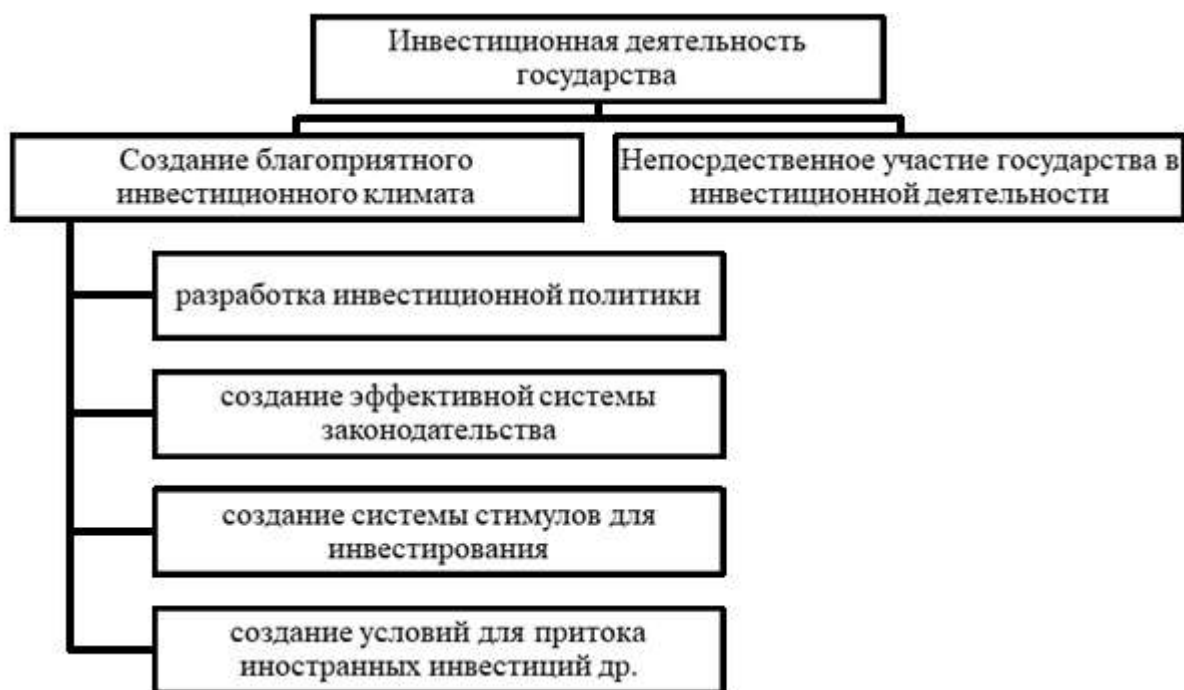 Инвестиционная деятельность
государства
Создание благоприятного
инвестиционного климата
Непосрдественное участие государства в
инвестиционной деятельности
разработка инвестиционной политики
создание эффективной системы
законодательства
создание системы стимулов для
инвестирования
создание условий для притока
иностранных инвестиций др.